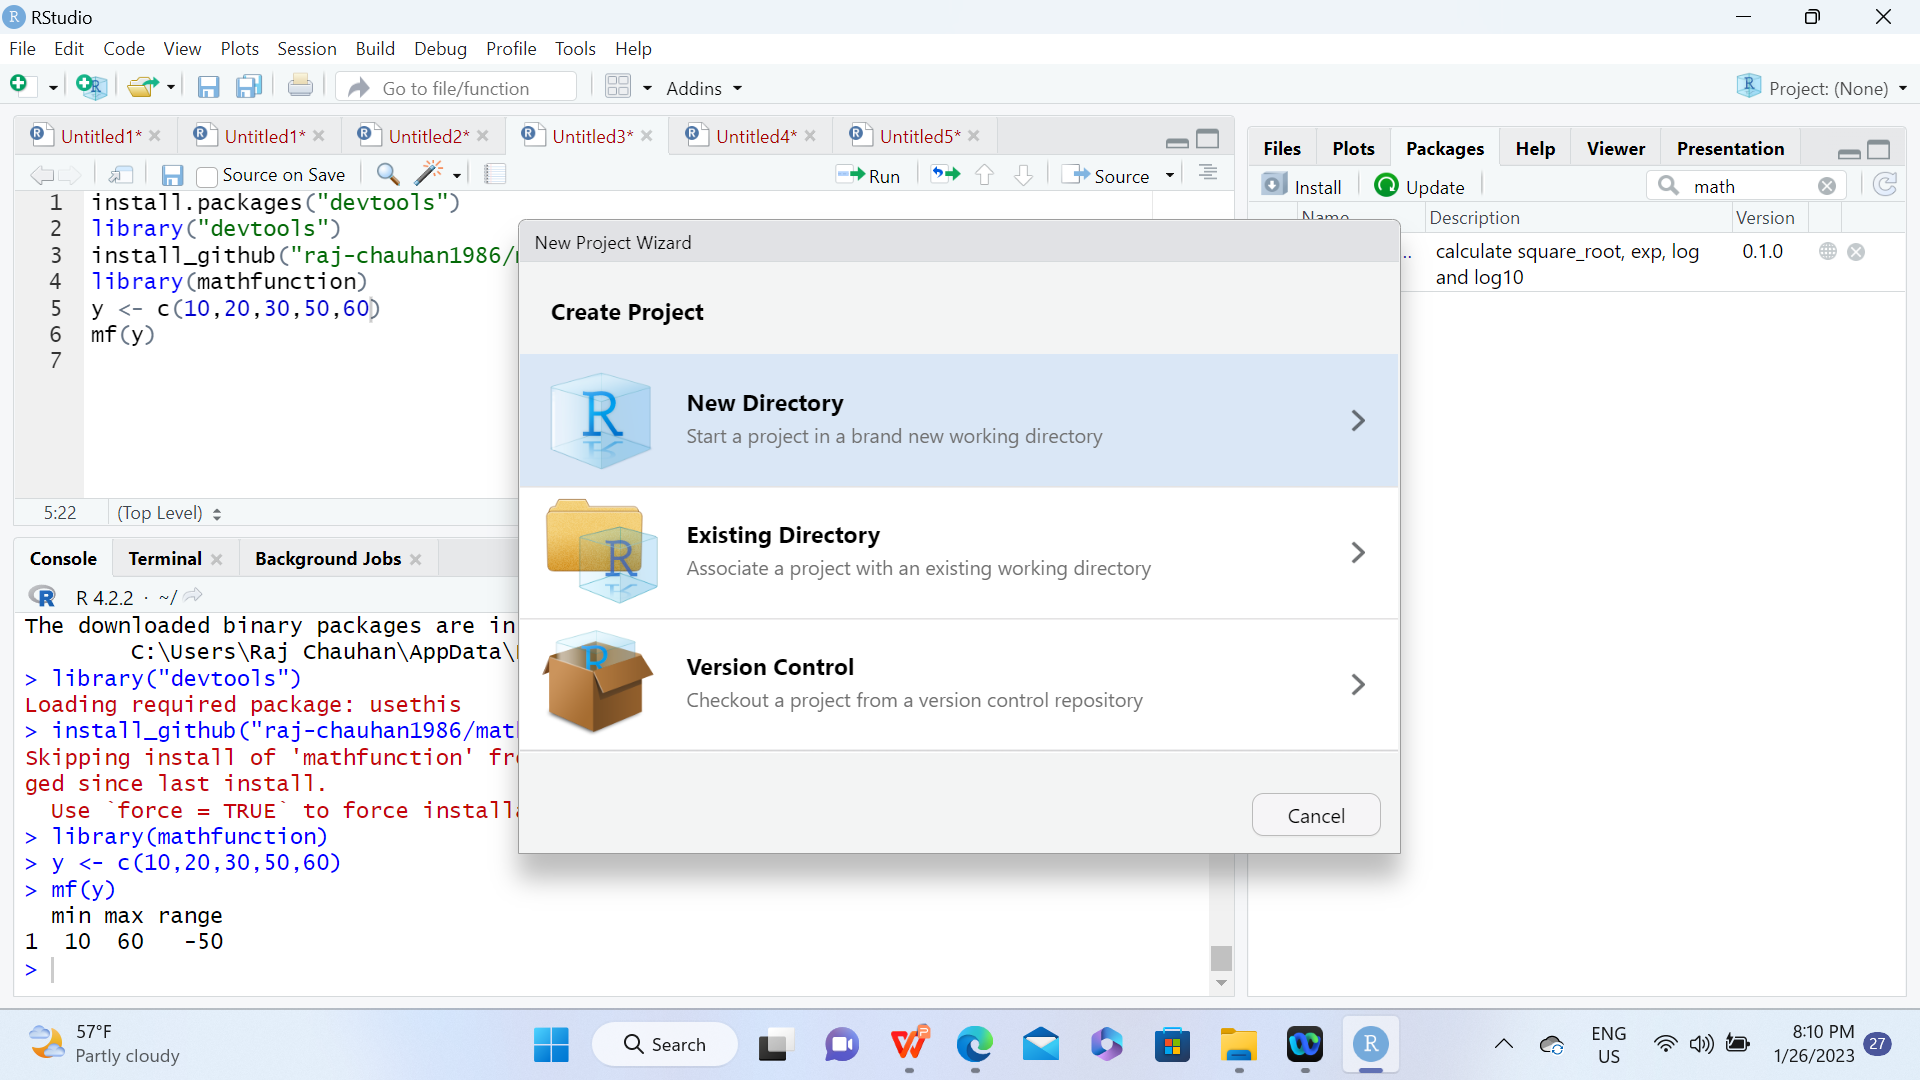 RStudio
File Edit Code View Plots Session Build Debug Profile Tools Help
Go to file/function Addins Project: (None)
Untitled1* Untitled1* Untitled2* Untitled3* Untitled4* Untitled5*
Source on Save Run Source
1 install.packages("devtools")
2 library("devtools")
3 install_github("raj-chauhan1986/
4 library(mathfunction)
5 y <- c(10,20,30,50,60)
6 mf(y)
7
5:22 (Top Level)
Console Terminal Background Jobs
R 4.2.2 · ~/
The downloaded binary packages are in
C:\Users\Raj Chauhan\AppData\
> library("devtools")
Loading required package: usethis
> install_github("raj-chauhan1986/mat
Skipping install of 'mathfunction' fr
ged since last install.
Use `force = TRUE` to force install
> library(mathfunction)
> y <- c(10,20,30,50,60)
> mf(y)
min max range
1 10 60 -50
>
New Project Wizard
Create Project
New Directory
Start a project in a brand new working directory
Existing Directory
Associate a project with an existing working directory
Version Control
Checkout a project from a version control repository
Cancel
Files Plots Packages Help Viewer Presentation
Install Update math
Name Description Version
.. calculate square_root, exp, log 0.1.0
and log10
57°F
Partly cloudy
Search
ENG
US
8:10 PM
1/26/2023
27